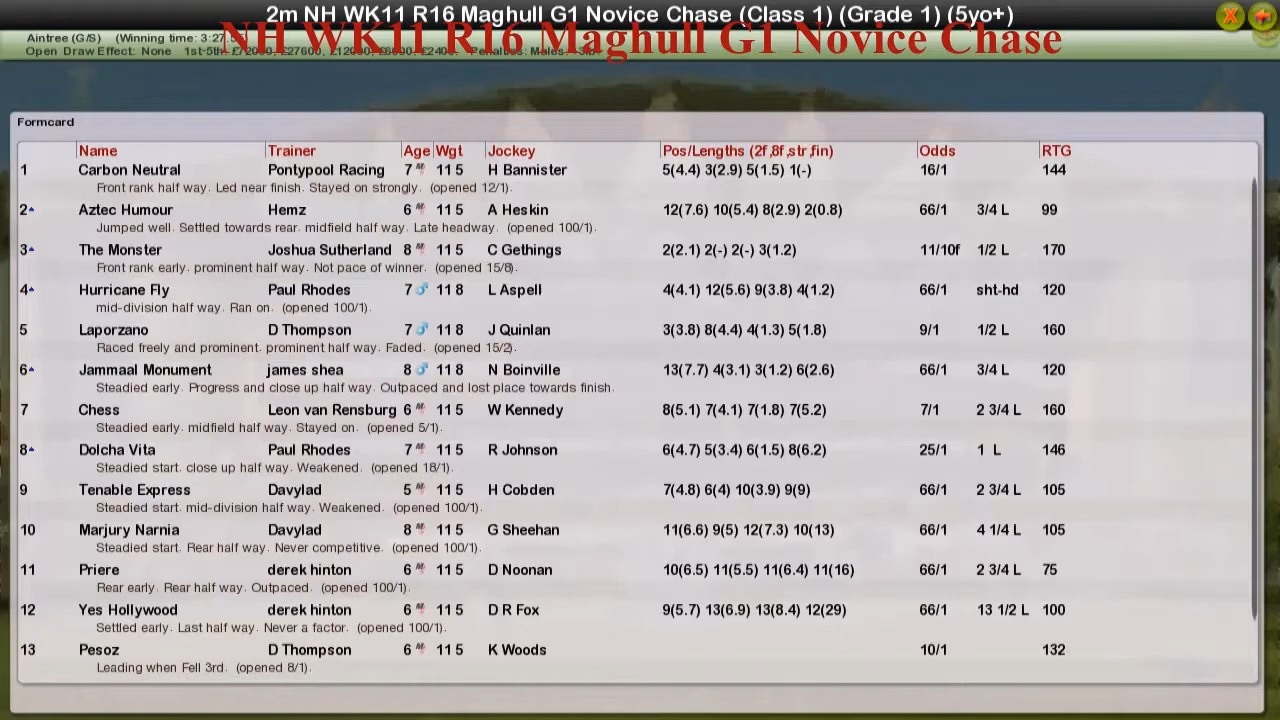 2m NH WK11 R16 Maghull G1 Novice Chase (Class 1) (Grade 1) (5yo+)
NH WK11 R16 Maghull G1 Novice Chase
Aintree (G/S) (Winning time: 3:27
Open Draw Effect: None 1st-5th: £72000, £27600, £12000, £6000, £2400. Penalties: Males:
Formcard
Name Trainer Age Wgt Jockey Pos/Lengths (2f,8f,str,fin) Odds RTG
1 Carbon Neutral Pontypool Racing 7 11 5 H Bannister 5(4.4) 3(2.9) 5(1.5) 1(-) 16/1 144
Front rank half way. Led near finish. Stayed on strongly. (opened 12/1).
2 Aztec Humour Hemz 6 11 5 A Heskin 12(7.6) 10(5.4) 8(2.9) 2(0.8) 66/1 3/4 L 99
Jumped well. Settled towards rear. midfield half way. Late headway. (opened 100/1).
3 The Monster Joshua Sutherland 8 11 5 C Gethings 2(2.1) 2(-) 2(-) 3(1.2) 11/10f 1/2 L 170
Front rank early. prominent half way. Not pace of winner. (opened 15/8).
4 Hurricane Fly Paul Rhodes 7 ♂ 11 8 L Aspell 4(4.1) 12(5.6) 9(3.8) 4(1.2) 66/1 sht-hd 120
mid-division half way. Ran on. (opened 100/1).
5 Laporzano D Thompson 7 ♂ 11 8 J Quinlan 3(3.8) 8(4.4) 4(1.3) 5(1.8) 9/1 1/2 L 160
Raced freely and prominent. prominent half way. Faded. (opened 15/2).
6 Jammaal Monument james shea 8 ♂ 11 8 N Boinville 13(7.7) 4(3.1) 3(1.2) 6(2.6) 66/1 3/4 L 120
Steadied early. Progress and close up half way. Outpaced and lost place towards finish.
7 Chess Leon van Rensburg 6 11 5 W Kennedy 8(5.1) 7(4.1) 7(1.8) 7(5.2) 7/1 2 3/4 L 160
Steadied early. midfield half way. Stayed on. (opened 5/1).
8 Dolcha Vita Paul Rhodes 7 11 5 R Johnson 6(4.7) 5(3.4) 6(1.5) 8(6.2) 25/1 1 L 146
Steadied start. close up half way. Weakened. (opened 18/1).
9 Tenable Express Davylad 5 11 5 H Cobden 7(4.8) 6(4) 10(3.9) 9(9) 66/1 2 3/4 L 105
Steadied start. mid-division half way. Weakened. (opened 100/1).
10 Marjury Narnia Davylad 8 11 5 G Sheehan 11(6.6) 9(5) 12(7.3) 10(13) 66/1 4 1/4 L 105
Steadied start. Rear half way. Never competitive. (opened 100/1).
11 Priere derek hinton 6 11 5 D Noonan 10(6.5) 11(5.5) 11(6.4) 11(16) 66/1 2 3/4 L 75
Rear early. Rear half way. Outpaced. (opened 100/1).
12 Yes Hollywood derek hinton 6 11 5 D R Fox 9(5.7) 13(6.9) 13(8.4) 12(29) 66/1 13 1/2 L 100
Settled early. Last half way. Never a factor. (opened 100/1).
13 Pesoz D Thompson 6 11 5 K Woods 10/1 132
Leading when Fell 3rd. (opened 8/1).